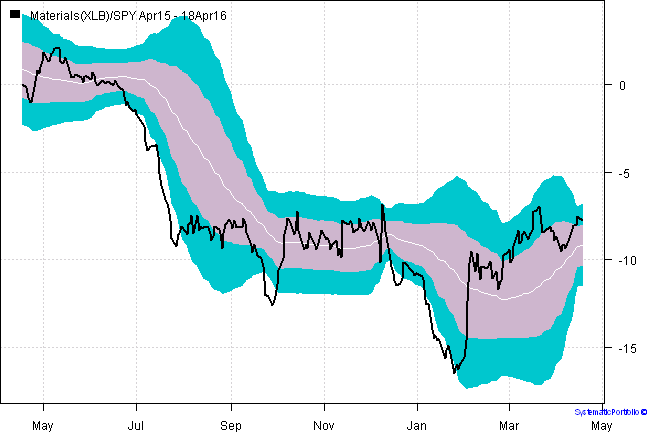 Materials(XLB)/SPY Apr15 - 18Apr16
0
-5
-10
-15
SystematicPortfolio ©
May Jul Sep Nov Jan Mar May